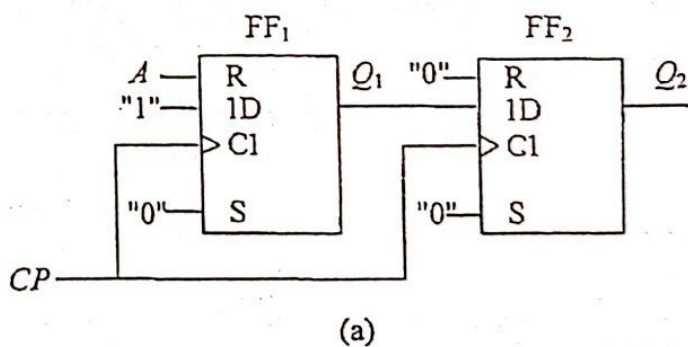 FF₁ FF₂
A R Q₁ "0" R Q₂
"1" 1D 1D
C1 C1
"0" S "0" S
CP
(a)